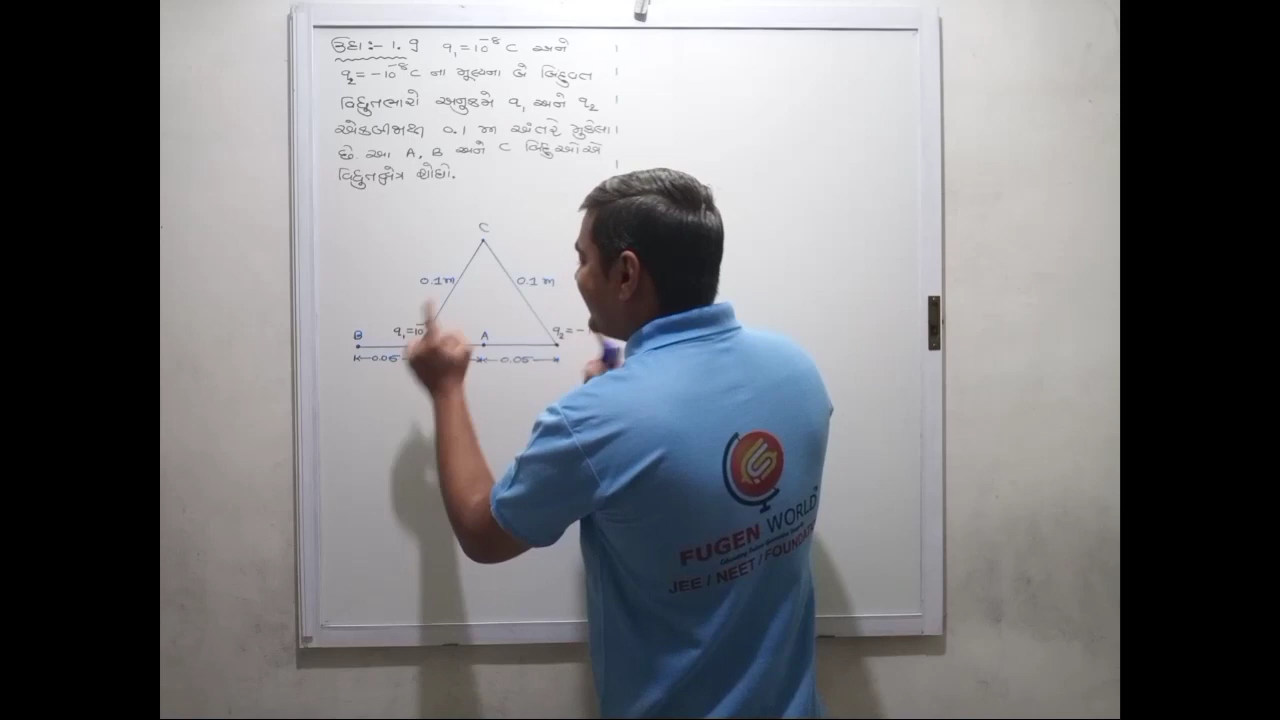 ઉદા :- 1.9 q₁ = 10⁻⁸ C અને
q₂ = -10⁻⁸ C ના મૂલ્યના બે બિંદુવત
વિદ્યુતભારો અનુક્રમે q₁ અને q₂
એકબીજાથી 0.1 m અંતરે મુકેલા
છે. આ A, B અને C બિંદુઓએ
વિદ્યુતક્ષેત્ર શોધો.
C
0.1 m 0.1 m
B q₁ = 10 A q₂ = -
0.05 0.05
FUGEN WORLD
JEE / NEET / FOUNDAT